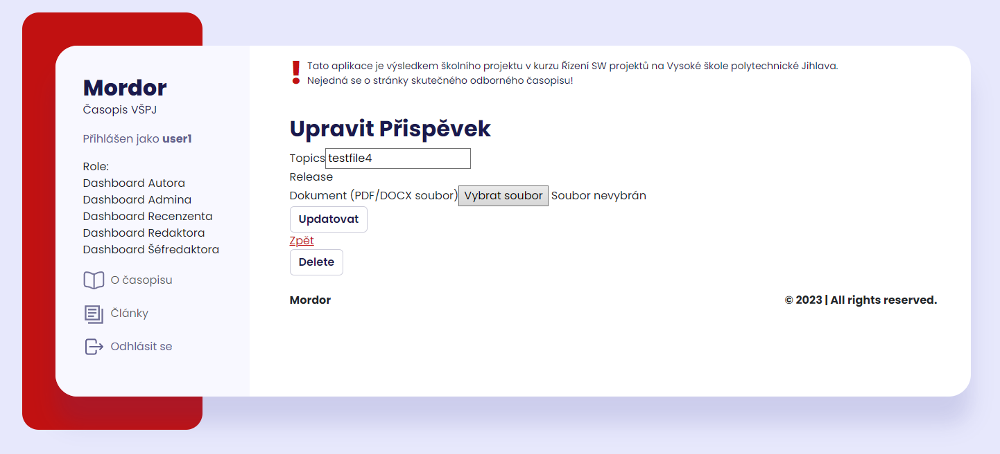 Mordor
Časopis VŠPJ
Přihlášen jako user1
Role:
Dashboard Autora
Dashboard Admina
Dashboard Recenzenta
Dashboard Redaktora
Dashboard Šéfredaktora
O časopisu
Články
Odhlásit se
Tato aplikace je výsledkem školního projektu v kurzu Řízení SW projektů na Vysoké škole polytechnické Jihlava.
Nejedná se o stránky skutečného odborného časopisu!
Upravit Přispěvek
Topics testfile4
Release
Dokument (PDF/DOCX soubor) Vybrat soubor Soubor nevybrán
Updatovat
Zpět
Delete
Mordor © 2023 | All rights reserved.